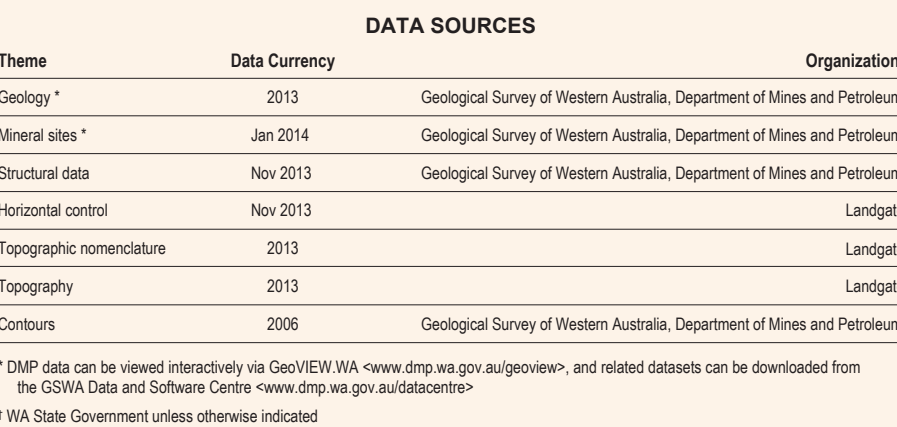 DATA SOURCES
Theme Data Currency Organization
Geology * 2013 Geological Survey of Western Australia, Department of Mines and Petroleum
Mineral sites * Jan 2014 Geological Survey of Western Australia, Department of Mines and Petroleum
Structural data Nov 2013 Geological Survey of Western Australia, Department of Mines and Petroleum
Horizontal control Nov 2013 Landgat
Topographic nomenclature 2013 Landgat
Topography 2013 Landgat
Contours 2006 Geological Survey of Western Australia, Department of Mines and Petroleum
* DMP data can be viewed interactively via GeoVIEW.WA <www.dmp.wa.gov.au/geoview>, and related datasets can be downloaded from
the GSWA Data and Software Centre <www.dmp.wa.gov.au/datacentre>
† WA State Government unless otherwise indicated